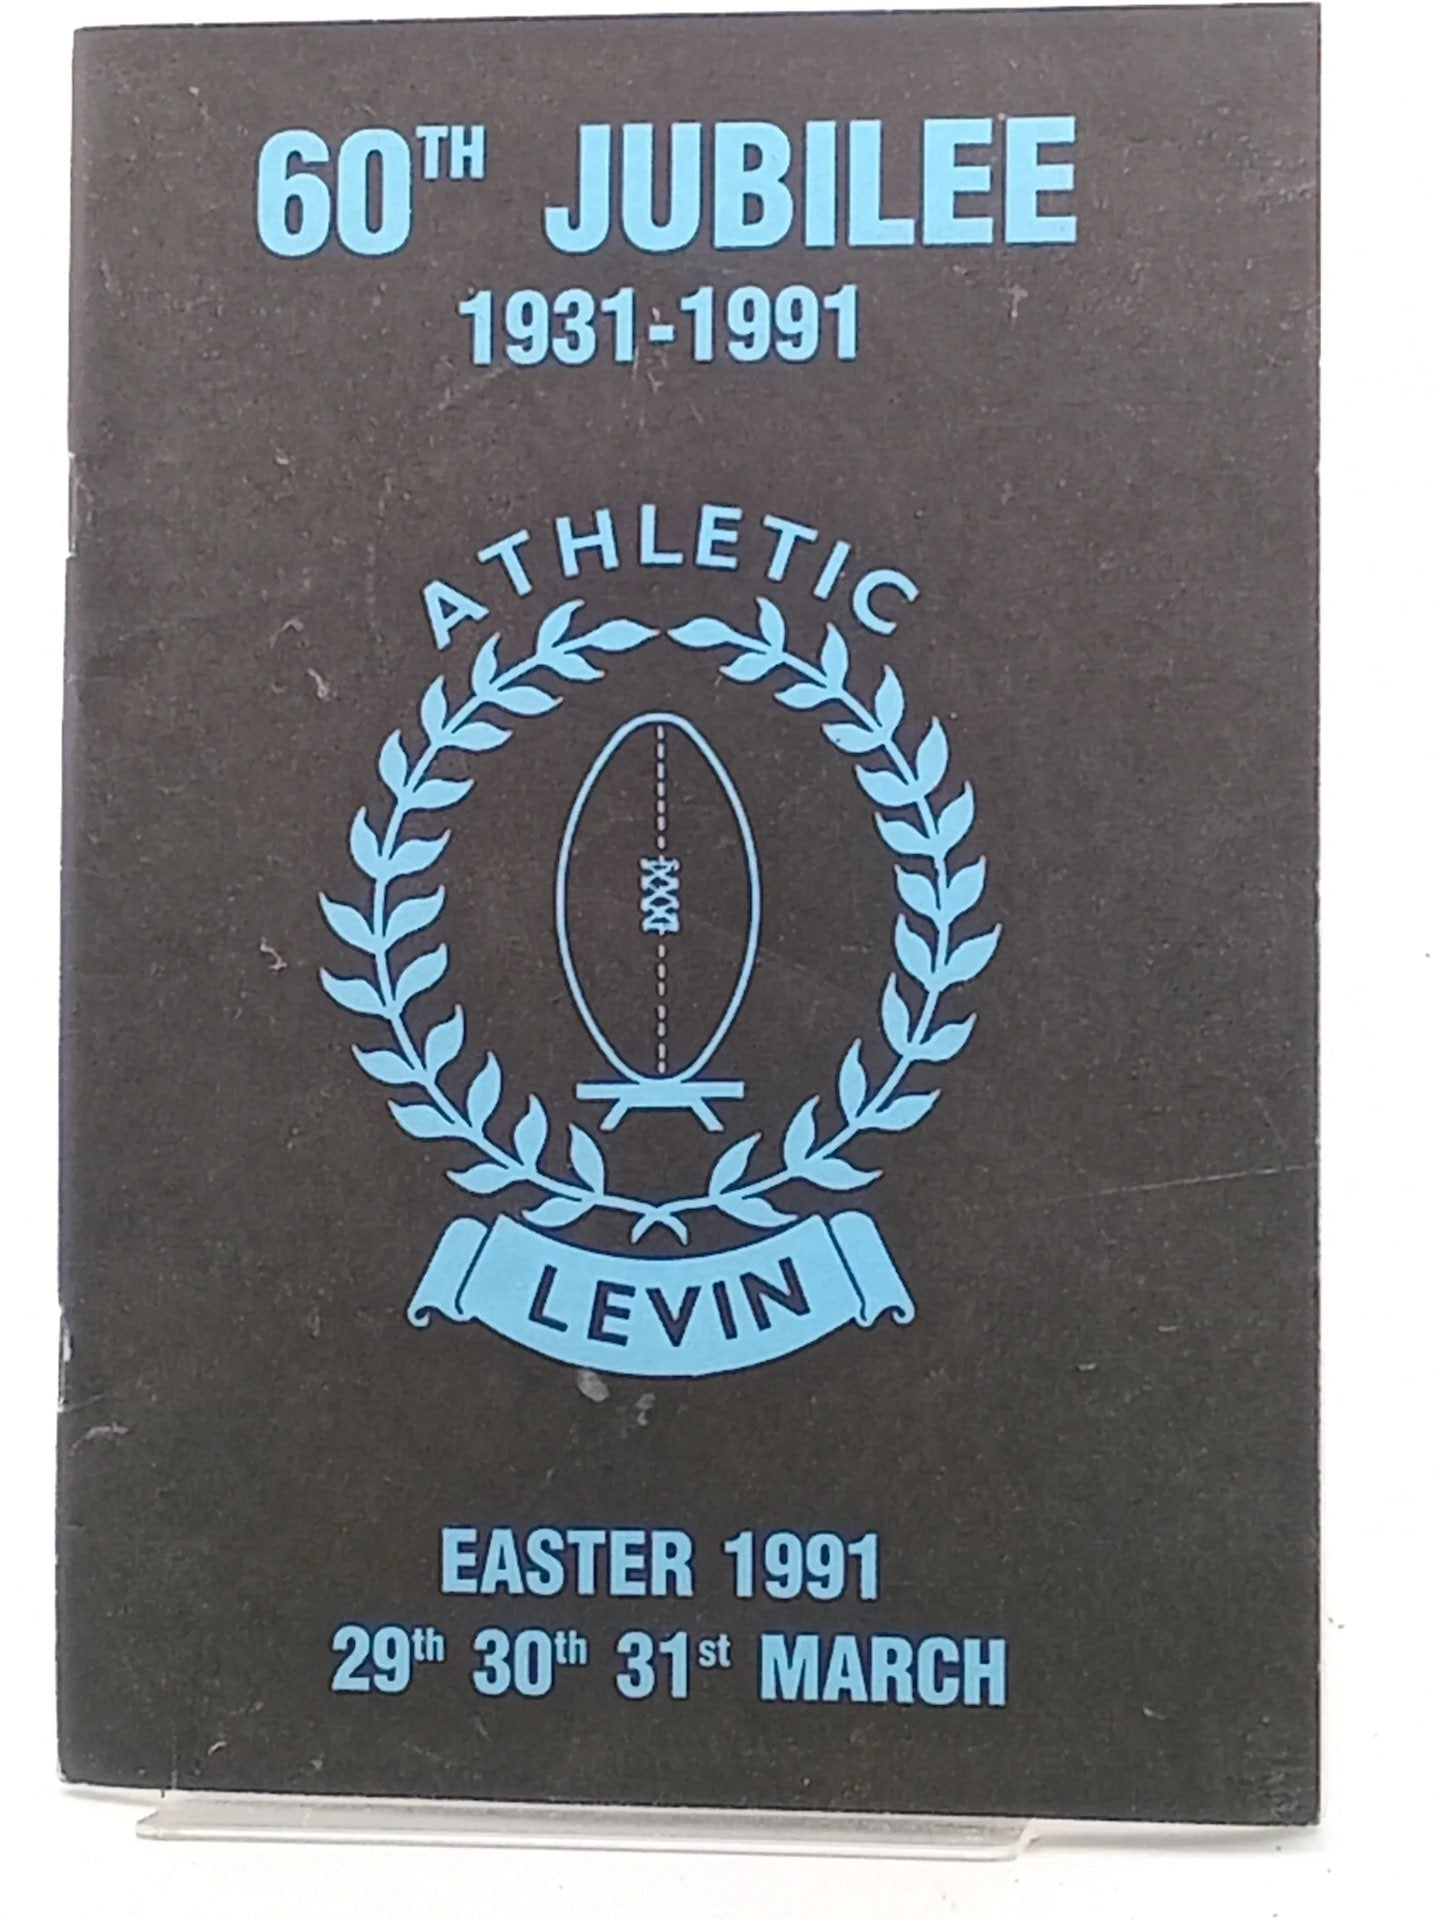 60TH JUBILEE
1931-1991
ATHLETIC
LEVIN
EASTER 1991
29th 30th 31st MARCH